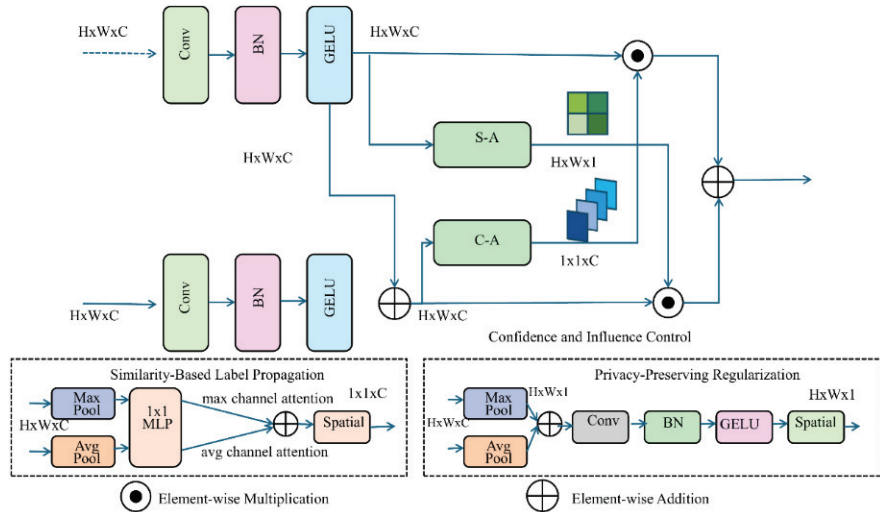 HxWxC
Conv
BN
GELU
HxWxC
HxWxC
S-A
HxWx1
C-A
1x1xC
HxWxC
Conv
BN
GELU
HxWxC
Confidence and Influence Control
Similarity-Based Label Propagation
Max
Pool
HxWxC
Avg
Pool
1x1
MLP
max channel attention
avg channel attention
1x1xC
Spatial
Privacy-Preserving Regularization
Max
Pool
HxWxC
Avg
Pool
HxWx1
Conv
BN
GELU
HxWx1
Spatial
Element-wise Multiplication
Element-wise Addition